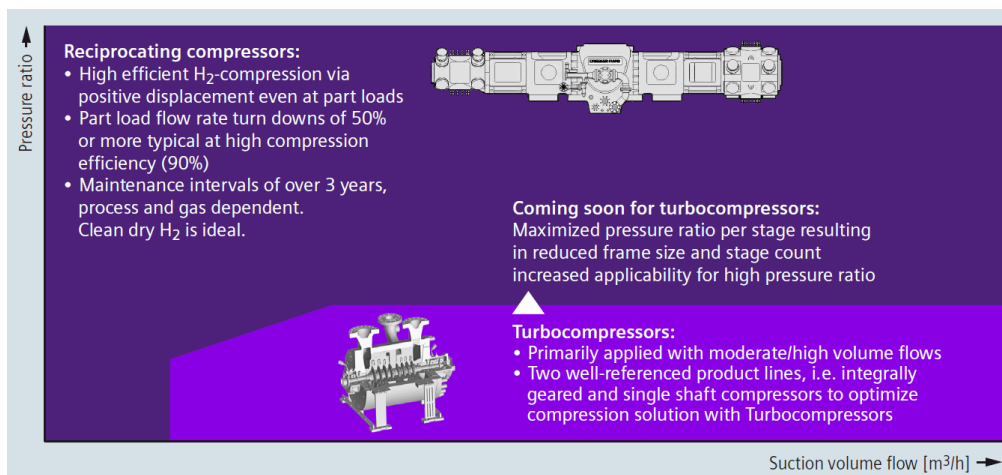 Pressure ratio
Reciprocating compressors:
• High efficient H₂-compression via
positive displacement even at part loads
• Part load flow rate turn downs of 50%
or more typical at high compression
efficiency (90%)
• Maintenance intervals of over 3 years,
process and gas dependent.
Clean dry H₂ is ideal.
Coming soon for turbocompressors:
Maximized pressure ratio per stage resulting
in reduced frame size and stage count
increased applicability for high pressure ratio
Turbocompressors:
• Primarily applied with moderate/high volume flows
• Two well-referenced product lines, i.e. integrally
geared and single shaft compressors to optimize
compression solution with Turbocompressors
Suction volume flow [m³/h]